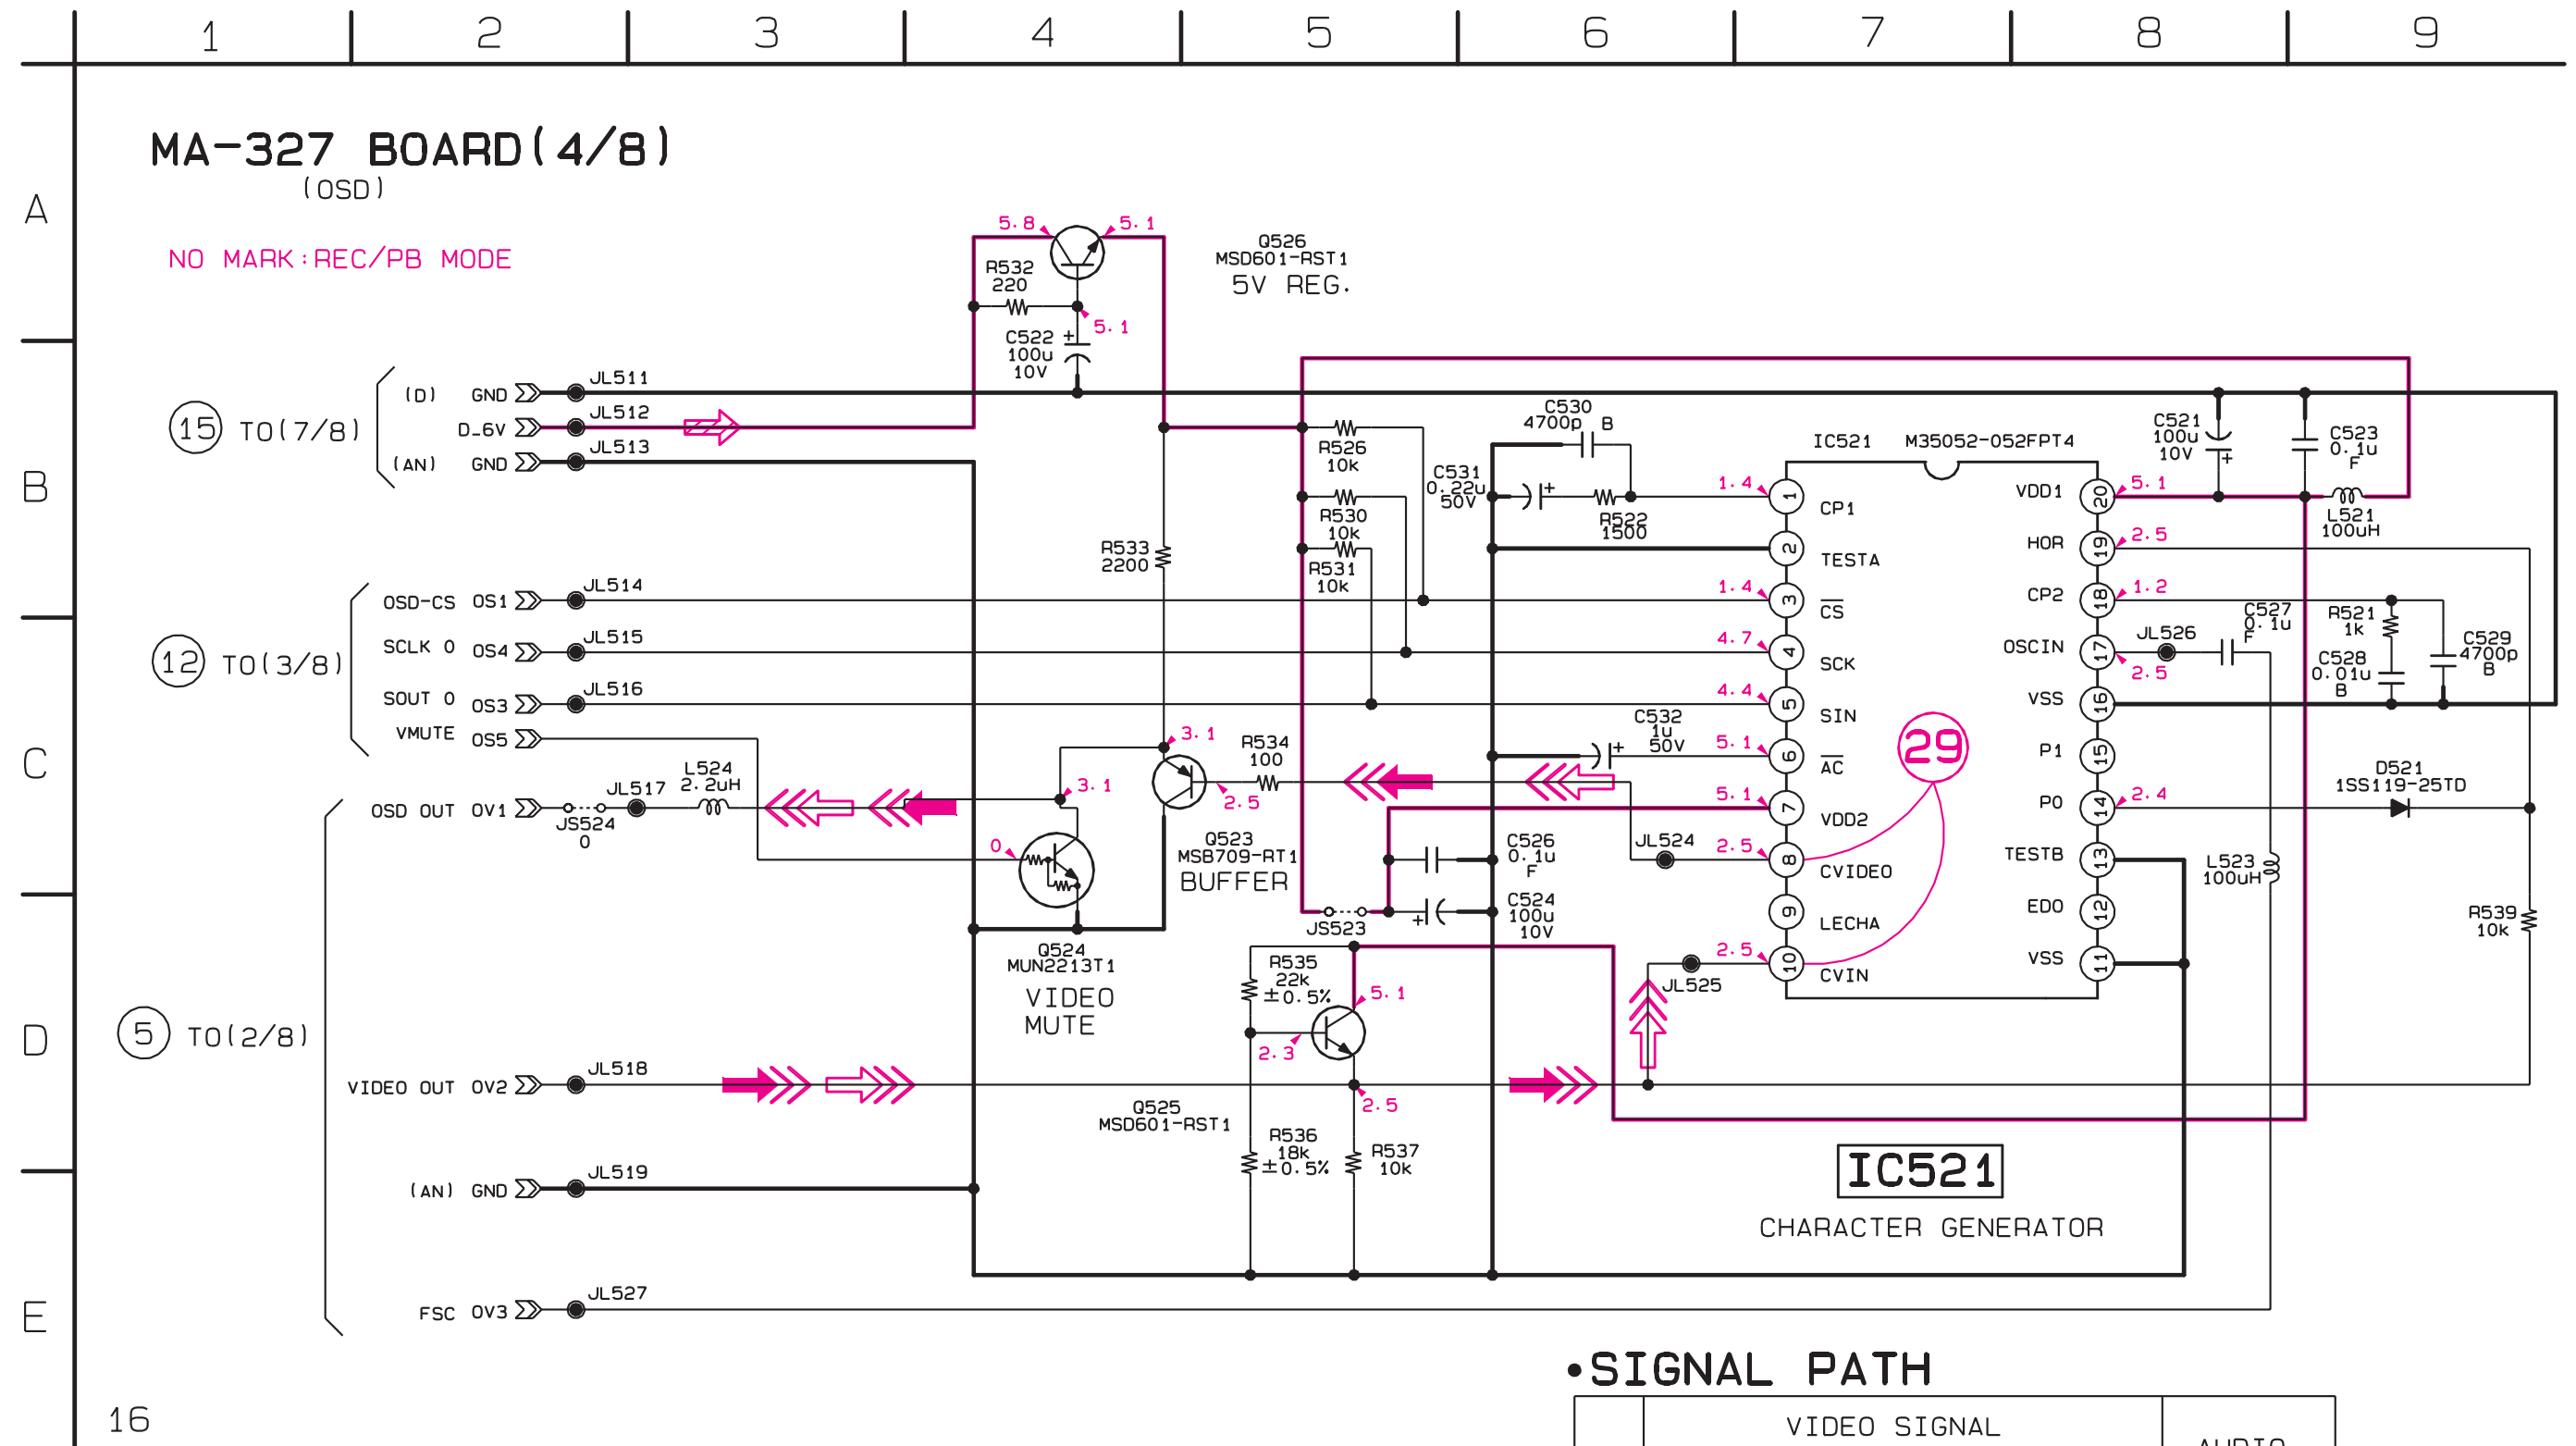 1 2 3 4 5 6 7 8 9
A
B
C
D
E
MA-327 BOARD(4/8)
(OSD)
NO MARK:REC/PB MODE
5.8
5.1
R532
220
5.1
C522
100u
10V
+
Q526
MSD601-RST1
5V REG.
15 TO(7/8)
(D) GND JL511
D_6V JL512
(AN) GND JL513
R533
2200
R526
10k
R530
10k
R531
10k
C530
4700p B
C531
0.22u
50V
+
R522
1500
IC521 M35052-052FPT4
C521
100u
10V
+
C523
0.1u
F
L521
100uH
1.4 1 CP1
2 TESTA
1.4 3 CS
4.7 4 SCK
4.4 5 SIN
5.1 6 AC
5.1 7 VDD2
2.5 8 CVIDEO
9 LECHA
2.5 10 CVIN
VDD1 20 5.1
HOR 19 2.5
CP2 18 1.2
OSCIN 17 2.5
VSS 16
P1 15
P0 14 2.4
TESTB 13
EDO 12
VSS 11
29
12 TO(3/8)
OSD-CS OS1 JL514
SCLK 0 OS4 JL515
SOUT 0 OS3 JL516
VMUTE OS5
JL526
C527
0.1u
F
R521
1k
C528
0.01u
B
C529
4700p
B
D521
1SS119-25TD
L523
100uH
R539
10k
C532
1u
50V
+
3.1
R534
100
2.5
3.1
Q523
MSB709-RT1
BUFFER
5 TO(2/8)
OSD OUT OV1
JS524
0
JL517
L524
2.2uH
0
Q524
MUN2213T1
VIDEO
MUTE
JL524
C526
0.1u
F
C524
100u
10V
+
JS523
JL525
R535
22k
±0.5%
5.1
2.3
2.5
VIDEO OUT OV2 JL518
Q525
MSD601-RST1
R536
18k
±0.5%
R537
10k
(AN) GND JL519
FSC OV3 JL527
IC521
CHARACTER GENERATOR
•SIGNAL PATH
VIDEO SIGNAL
AUDIO
16